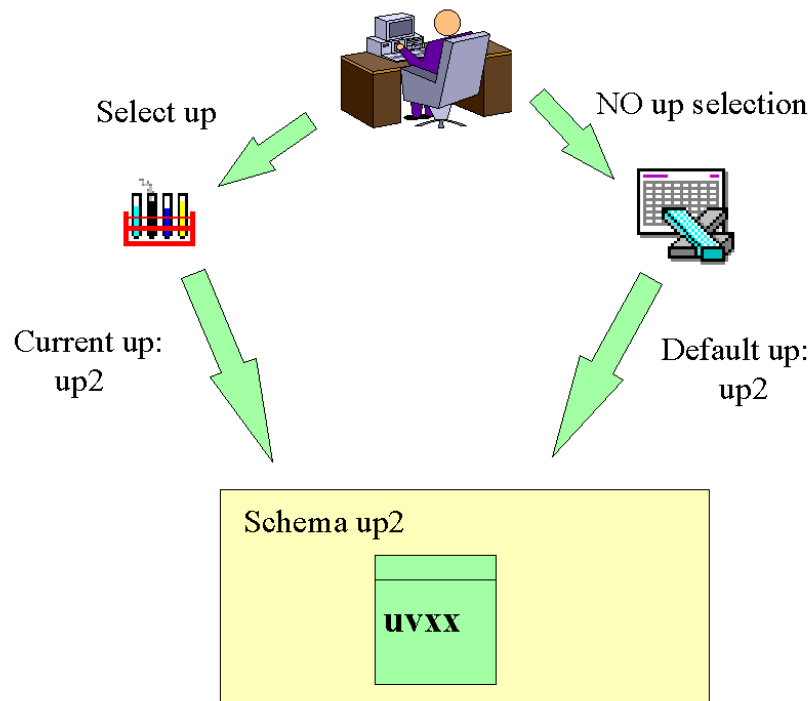 Select up
NO up selection
Current up:
up2
Default up:
up2
Schema up2
uvxx